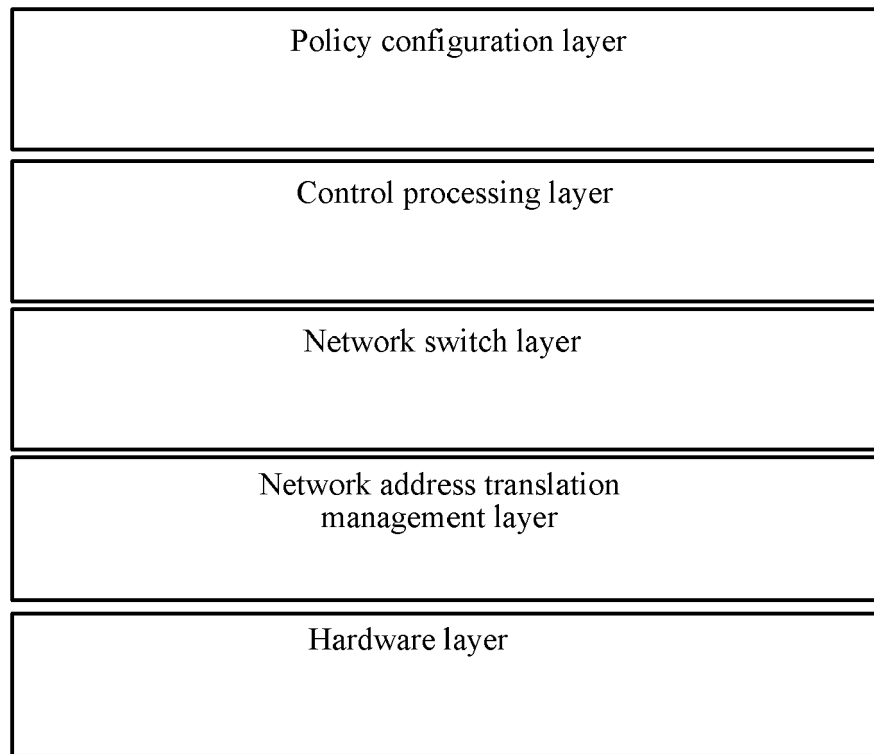 Policy configuration layer
Control processing layer
Network switch layer
Network address translation
management layer
Hardware layer